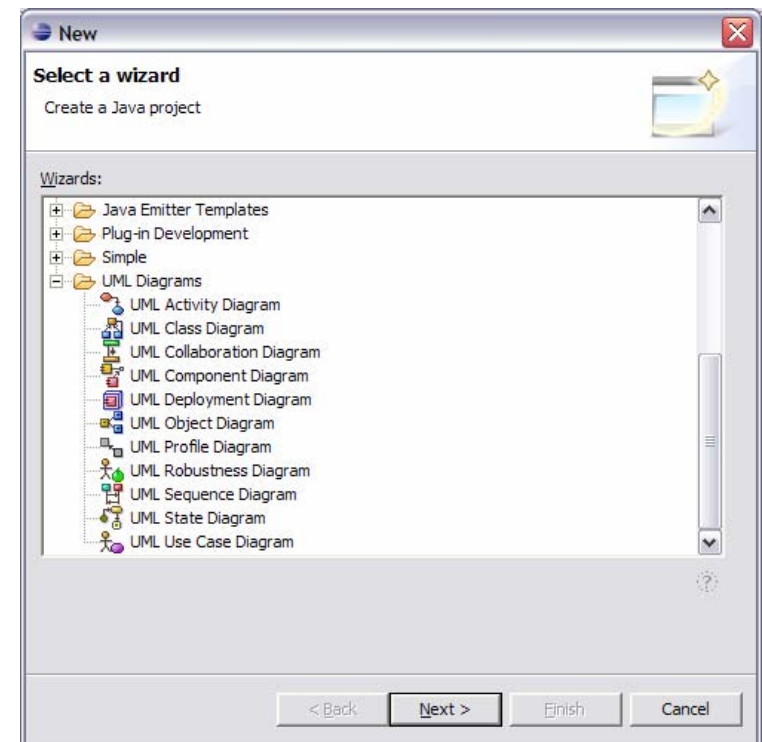 New
Select a wizard
Create a Java project
Wizards:
Java Emitter Templates
Plug-in Development
Simple
UML Diagrams
UML Activity Diagram
UML Class Diagram
UML Collaboration Diagram
UML Component Diagram
UML Deployment Diagram
UML Object Diagram
UML Profile Diagram
UML Robustness Diagram
UML Sequence Diagram
UML State Diagram
UML Use Case Diagram
?
< Back Next > Finish Cancel